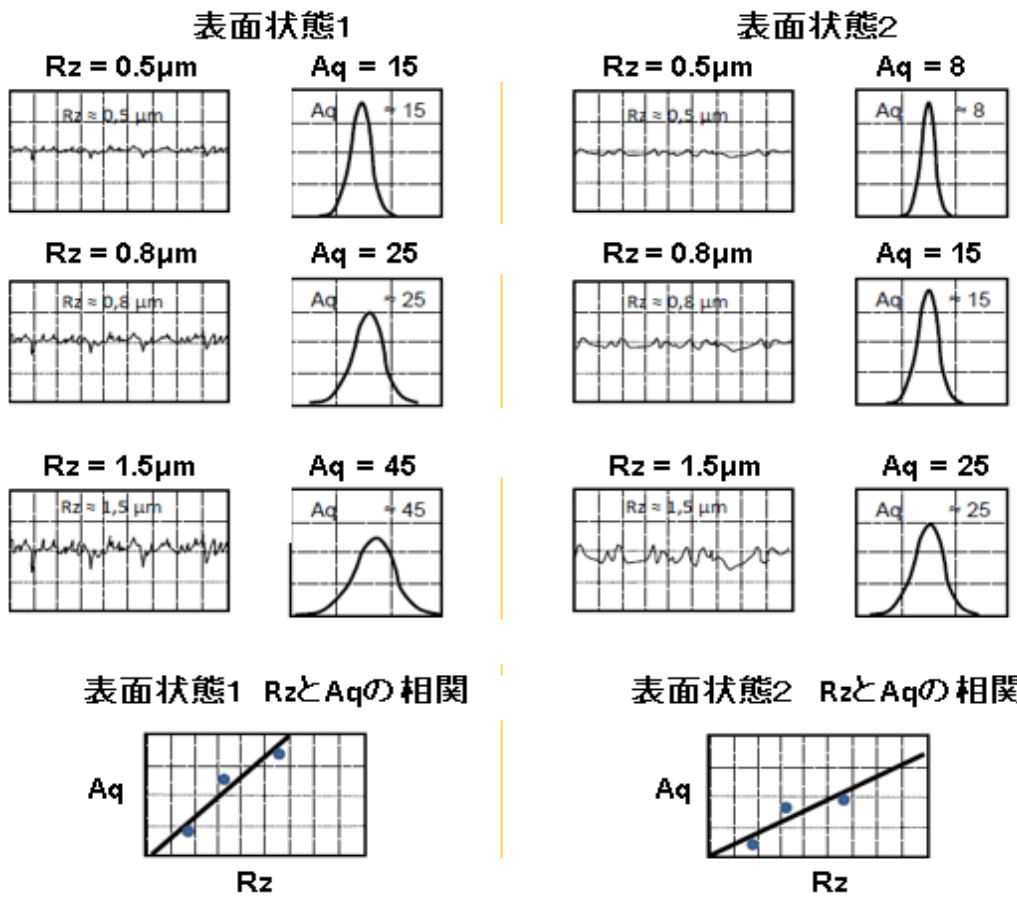 表面状態1
表面状態2
Rz = 0.5µm
Aq = 15
Rz = 0.5µm
Aq = 8
Rz ≈ 0,5 µm
Aq ≈ 15
Rz ≈ 0,5 µm
Aq ≈ 8
Rz = 0.8µm
Aq = 25
Rz = 0.8µm
Aq = 15
Rz ≈ 0,8 µm
Aq ≈ 25
Rz ≈ 0,8 µm
Aq ≈ 15
Rz = 1.5µm
Aq = 45
Rz = 1.5µm
Aq = 25
Rz ≈ 1,5 µm
Aq ≈ 45
Rz ≈ 1,5 µm
Aq ≈ 25
表面状態1 RzとAqの相関
表面状態2 RzとAqの相関
Aq
Aq
Rz
Rz